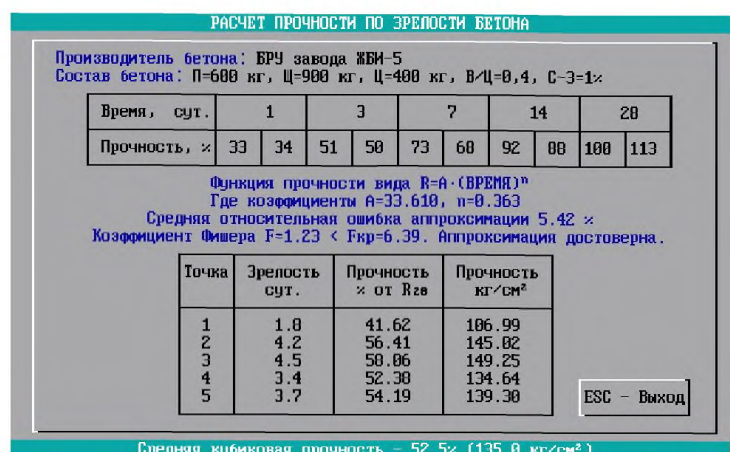 РАСЧЕТ ПРОЧНОСТИ ПО ЗРЕЛОСТИ БЕТОНА
Производитель бетона: БРУ завода ЖБИ-5
Состав бетона: П=600 кг, Щ=900 кг, Ц=400 кг, В/Ц=0,4, С-3=1%
Время, сут. 1 3 7 14 28
Прочность, % 33 34 51 50 73 68 92 88 100 113
Функция прочности вида R=A·(ВРЕМЯ)ⁿ
Где коэффициенты A=33.610, n=0.363
Средняя относительная ошибка аппроксимации 5.42 %
Коэффициент Фишера F=1.23 < Fкр=6.39. Аппроксимация достоверна.
Точка Зрелость сут. Прочность % от R28 Прочность кг/см²
1 1.8 41.62 106.99
2 4.2 56.41 145.02
3 4.5 58.06 149.25
4 3.4 52.38 134.64
5 3.7 54.19 139.30
ESC - Выход
Средняя кубиковая прочность - 52.5% (135.0 кг/см²)